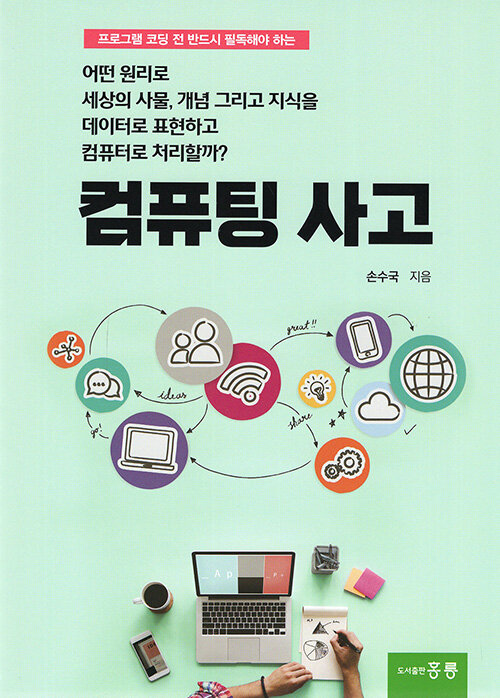 프로그램 코딩 전 반드시 필독해야 하는
어떤 원리로
세상의 사물, 개념 그리고 지식을
데이터로 표현하고
컴퓨터로 처리할까?
컴퓨팅 사고
손수국 지음
great!!
ideas
go!
share
_Ap
_P+
도서출판 홍릉